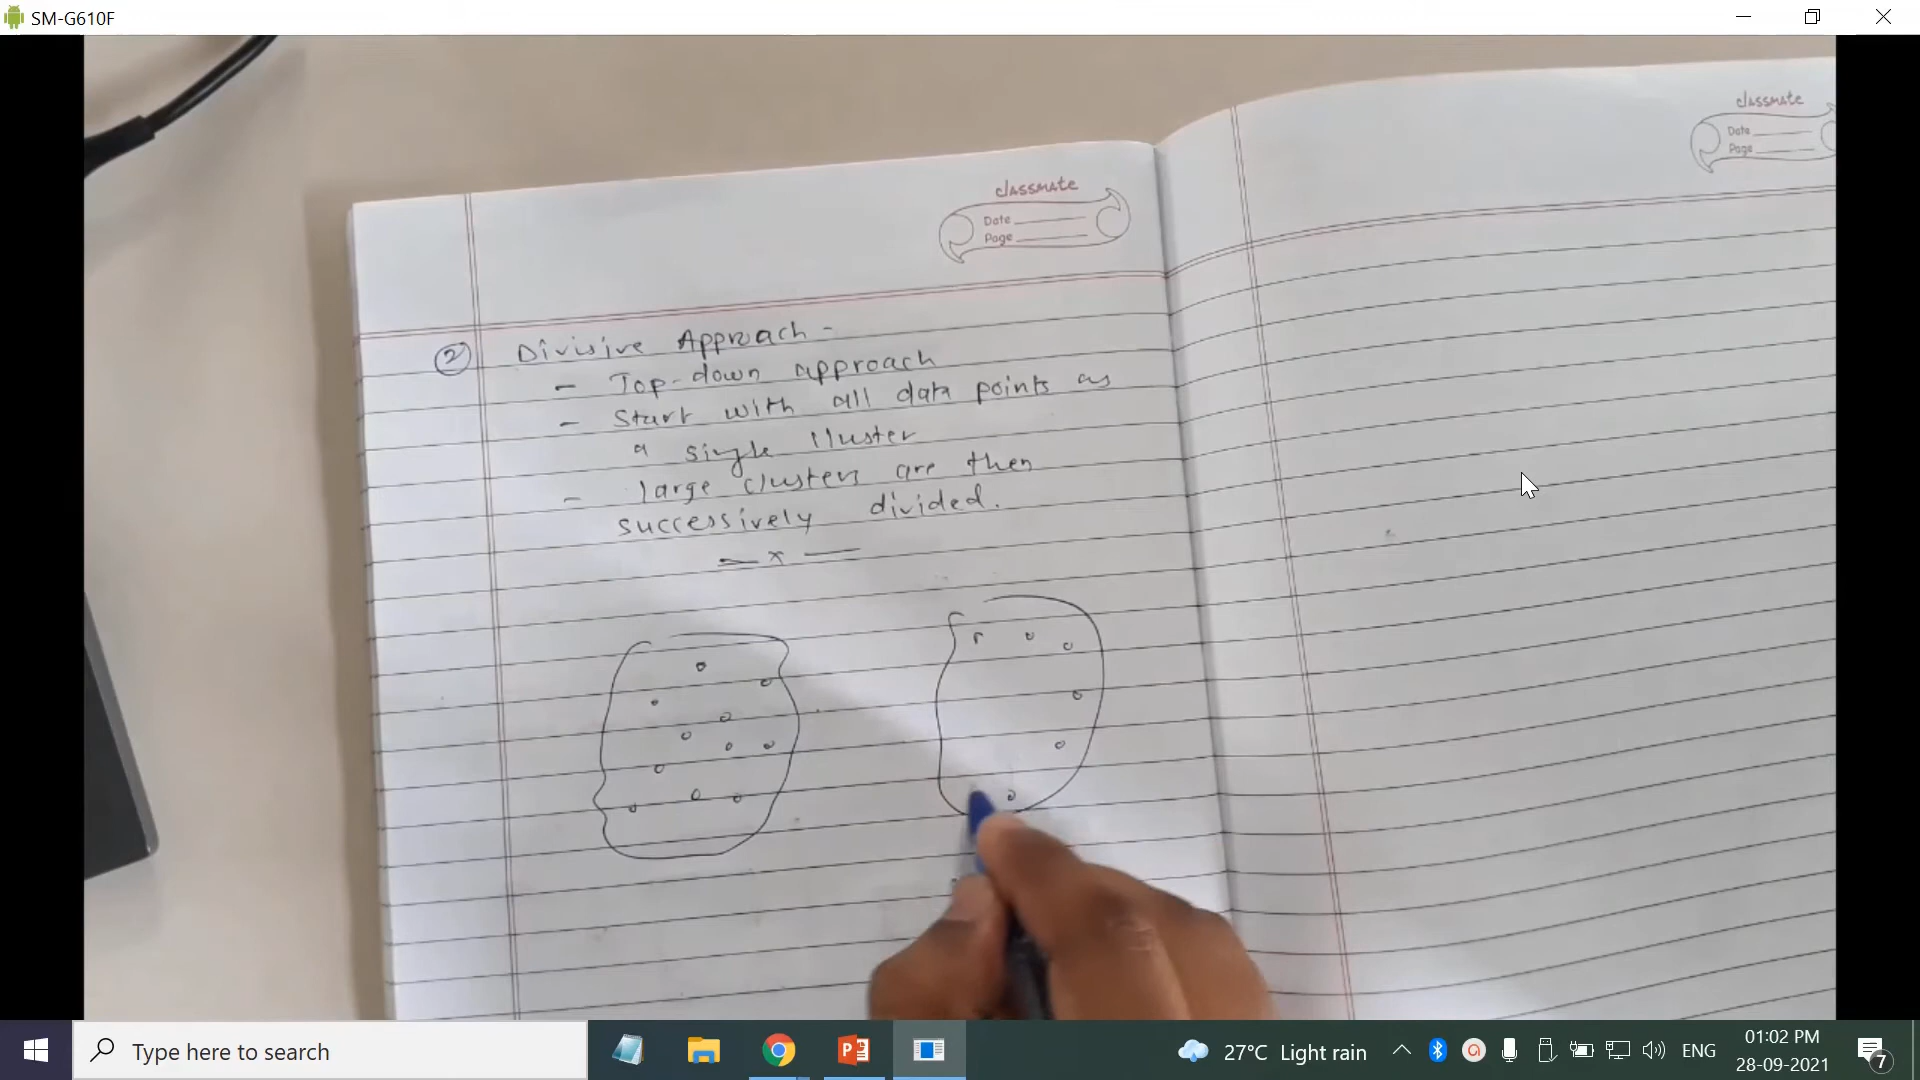 SM-G610F
classmate
Date
Page
classmate
Date
Page
② Divisive Approach -
- Top-down approach
- Start with all data points as
a single cluster
- large clusters are then
successively divided.
x
Type here to search
27°C Light rain
ENG
01:02 PM
28-09-2021
7